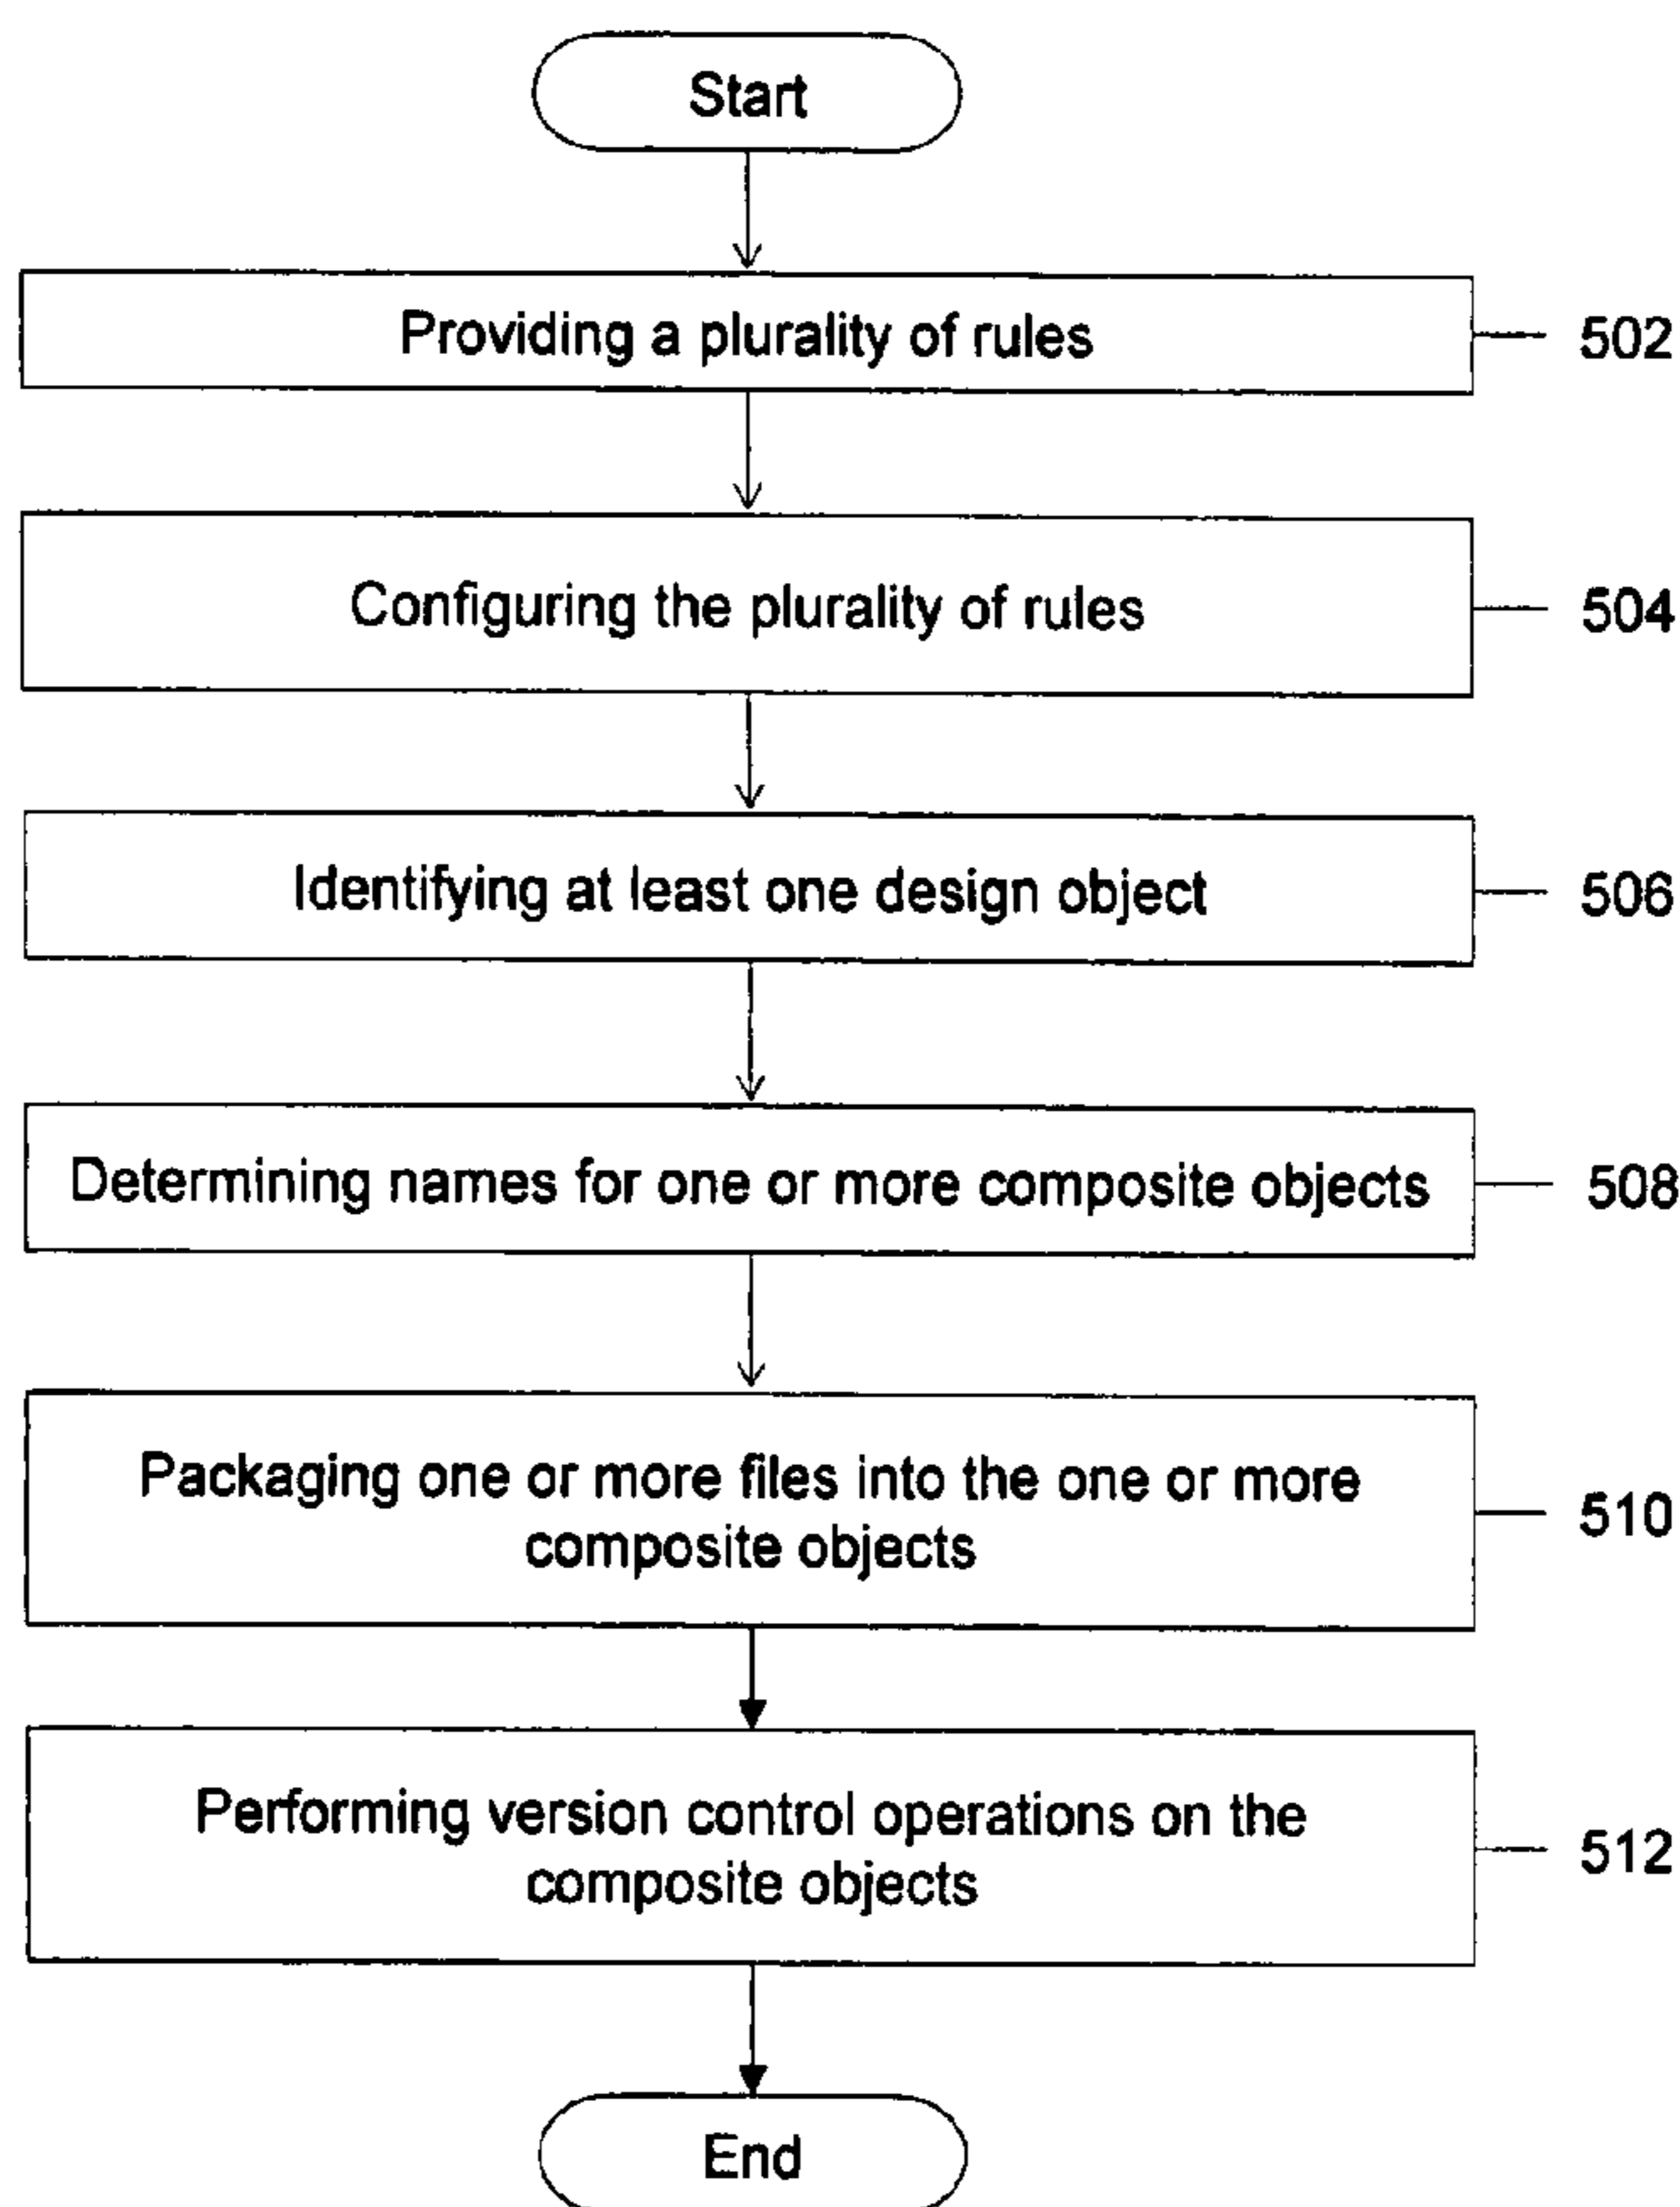 Start
Providing a plurality of rules
502
Configuring the plurality of rules
504
Identifying at least one design object
506
Determining names for one or more composite objects
508
Packaging one or more files into the one or more
composite objects
510
Performing version control operations on the
composite objects
512
End